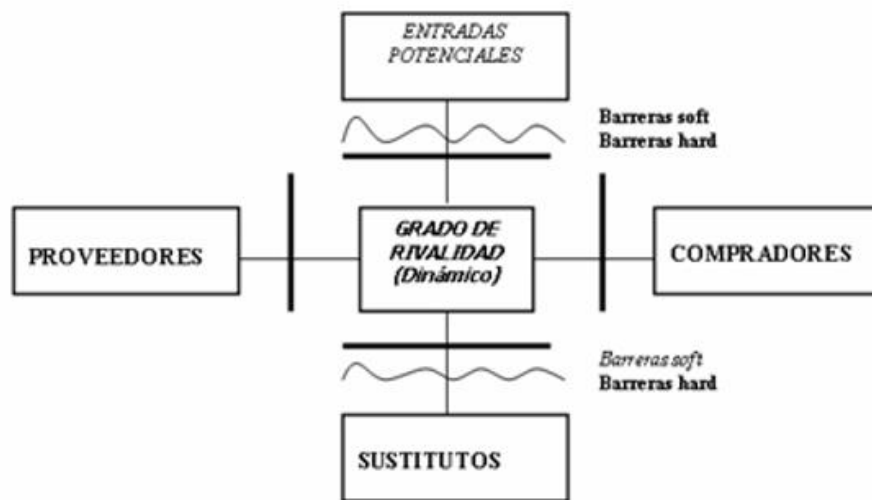 ENTRADAS
POTENCIALES
Barreras soft
Barreras hard
PROVEEDORES
GRADO DE
RIVALIDAD
(Dinámico)
COMPRADORES
Barreras soft
Barreras hard
SUSTITUTOS